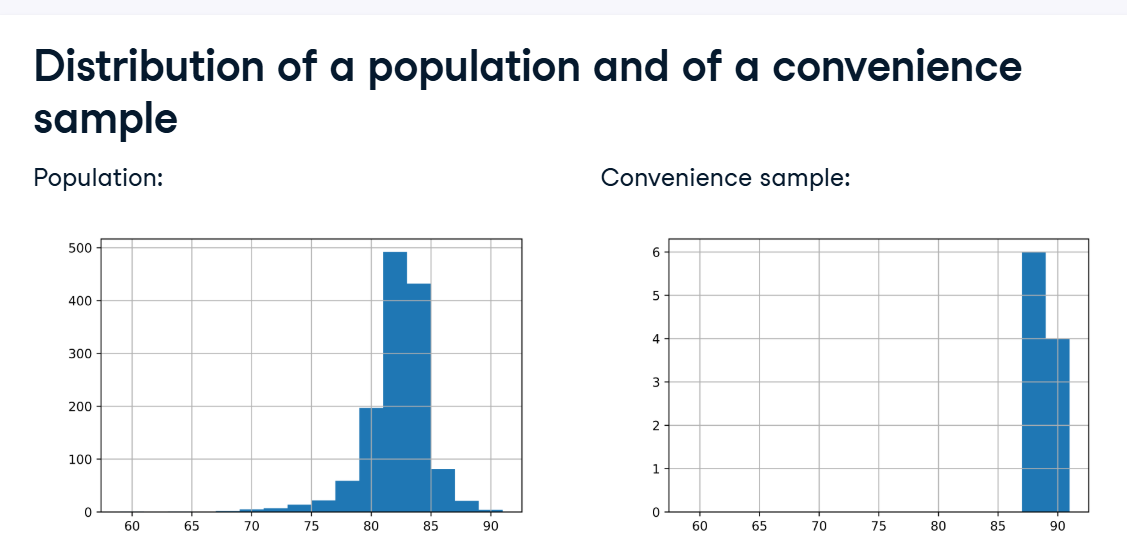 Distribution of a population and of a convenience
sample
Population:
Convenience sample:
500
400
300
200
100
0
60 65 70 75 80 85 90
6
5
4
3
2
1
0
60 65 70 75 80 85 90